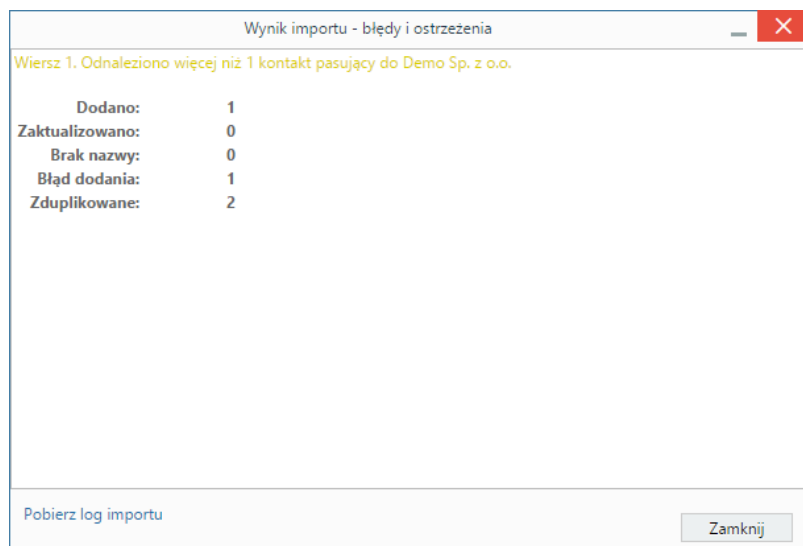 Wynik importu - błędy i ostrzeżenia
Wiersz 1. Odnaleziono więcej niż 1 kontakt pasujący do Demo Sp. z o.o.
Dodano: 1
Zaktualizowano: 0
Brak nazwy: 0
Błąd dodania: 1
Zduplikowane: 2
Pobierz log importu
Zamknij